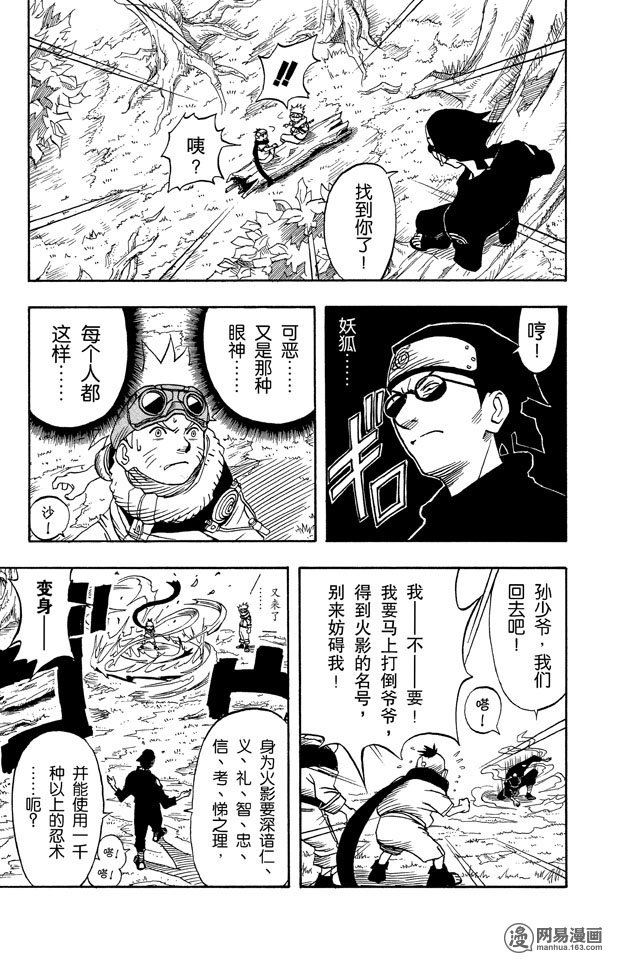 !!
咦？
找到你了！
哼！
妖狐……
ギロ
可恶……
又是那种
眼神……
每个人都
这样……
沙！
孙少爷，我们
回去吧！
嗒！
我——不——要！
我要马上打倒爷爷，
得到火影的名号，
别来妨碍我！
又来了
……
变身——
身为火影要深谙仁、
义、礼、智、忠、
信、考、悌之理，
并能使用一千
种以上的忍术
……呃？
嗒！
嗒！
漫 网易漫画
manhua.163.com